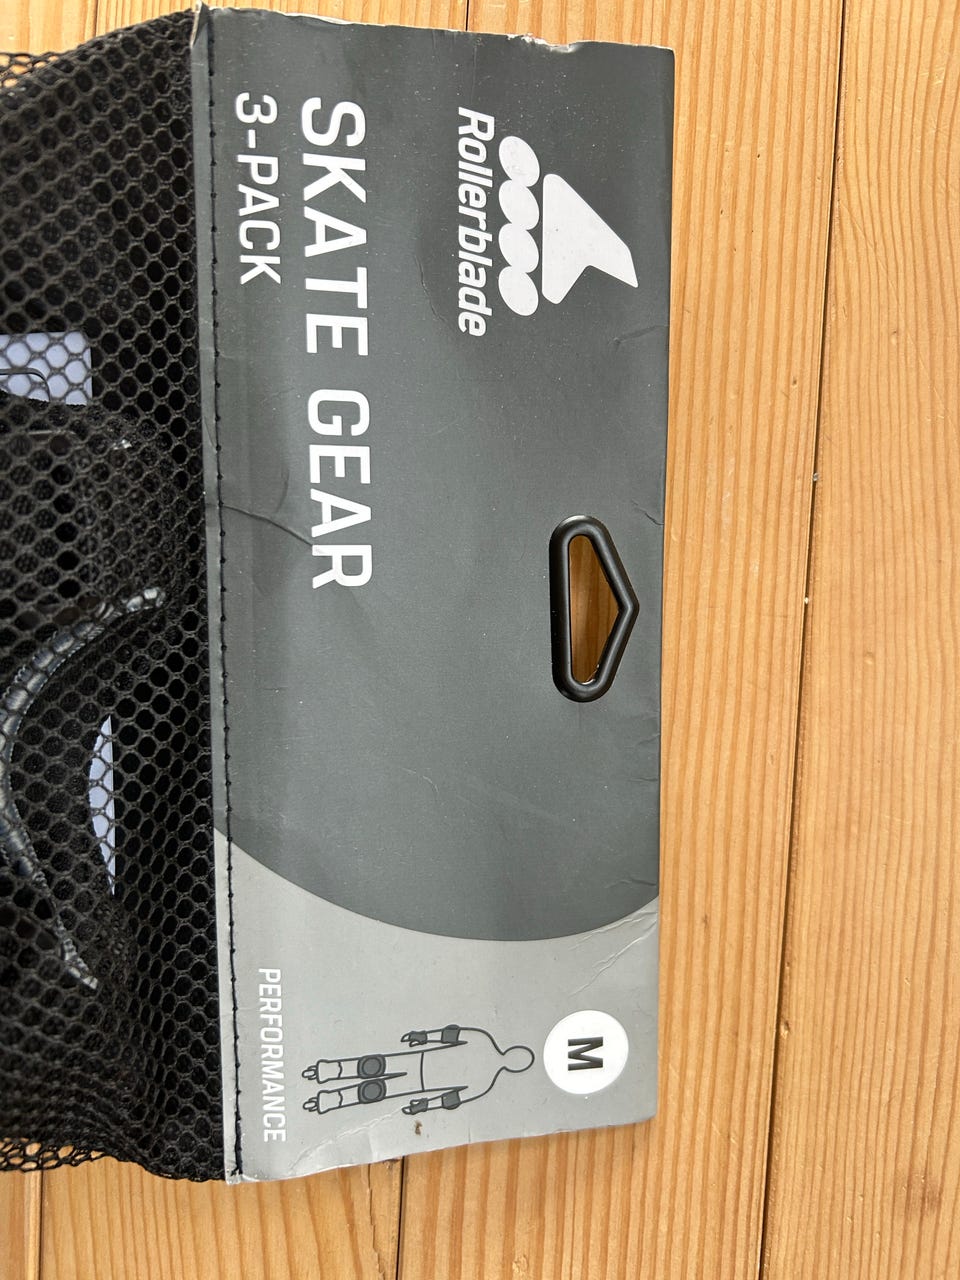 Rollerblade
SKATE GEAR
3-PACK
M
PERFORMANCE